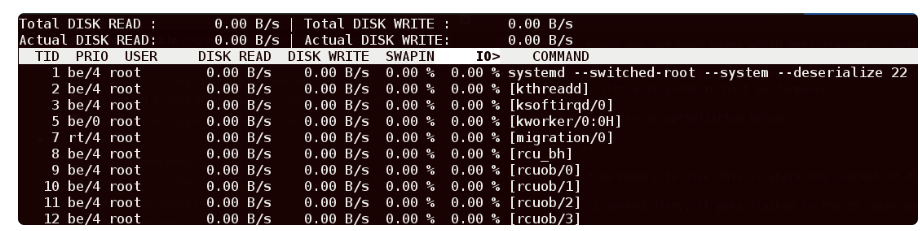 Total DISK READ :       0.00 B/s | Total DISK WRITE :       0.00 B/s
Actual DISK READ:       0.00 B/s | Actual DISK WRITE:       0.00 B/s
  TID  PRIO  USER     DISK READ  DISK WRITE  SWAPIN     IO>    COMMAND
    1 be/4 root        0.00 B/s    0.00 B/s  0.00 %  0.00 % systemd --switched-root --system --deserialize 22
    2 be/4 root        0.00 B/s    0.00 B/s  0.00 %  0.00 % [kthreadd]
    3 be/4 root        0.00 B/s    0.00 B/s  0.00 %  0.00 % [ksoftirqd/0]
    5 be/0 root        0.00 B/s    0.00 B/s  0.00 %  0.00 % [kworker/0:0H]
    7 rt/4 root        0.00 B/s    0.00 B/s  0.00 %  0.00 % [migration/0]
    8 be/4 root        0.00 B/s    0.00 B/s  0.00 %  0.00 % [rcu_bh]
    9 be/4 root        0.00 B/s    0.00 B/s  0.00 %  0.00 % [rcuob/0]
   10 be/4 root        0.00 B/s    0.00 B/s  0.00 %  0.00 % [rcuob/1]
   11 be/4 root        0.00 B/s    0.00 B/s  0.00 %  0.00 % [rcuob/2]
   12 be/4 root        0.00 B/s    0.00 B/s  0.00 %  0.00 % [rcuob/3]